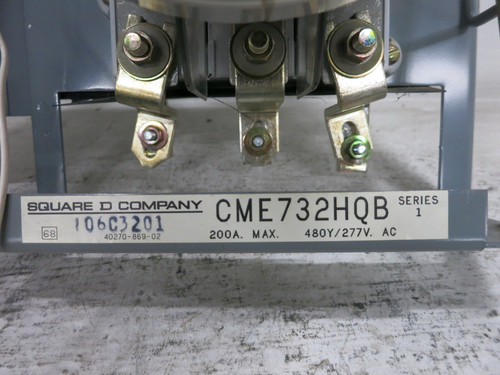 SQUARE D COMPANY
106C3201
68
40270-869-02
CME732HQB
SERIES
1
200A. MAX. 480Y/277V. AC